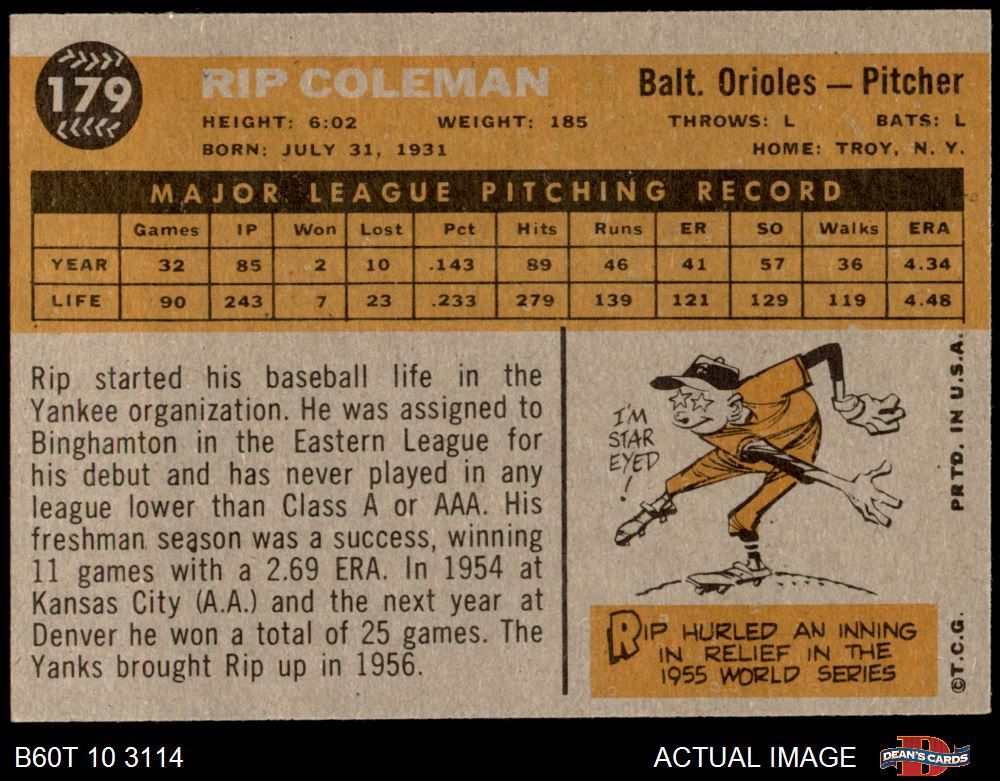 179
RIP COLEMAN
Balt. Orioles — Pitcher
HEIGHT: 6:02 WEIGHT: 185 THROWS: L BATS: L
BORN: JULY 31, 1931 HOME: TROY, N. Y.
MAJOR LEAGUE PITCHING RECORD
Games IP Won Lost Pct Hits Runs ER SO Walks ERA
YEAR 32 85 2 10 .143 89 46 41 57 36 4.34
LIFE 90 243 7 23 .233 279 139 121 129 119 4.48
Rip started his baseball life in the
Yankee organization. He was assigned to
Binghamton in the Eastern League for
his debut and has never played in any
league lower than Class A or AAA. His
freshman season was a success, winning
11 games with a 2.69 ERA. In 1954 at
Kansas City (A.A.) and the next year at
Denver he won a total of 25 games. The
Yanks brought Rip up in 1956.
I'M
STAR
EYED
!
RIP HURLED AN INNING
IN RELIEF IN THE
1955 WORLD SERIES
©T.C.G. PRTD. IN U.S.A.
B60T 10 3114
ACTUAL IMAGE
DEAN'S CARDS